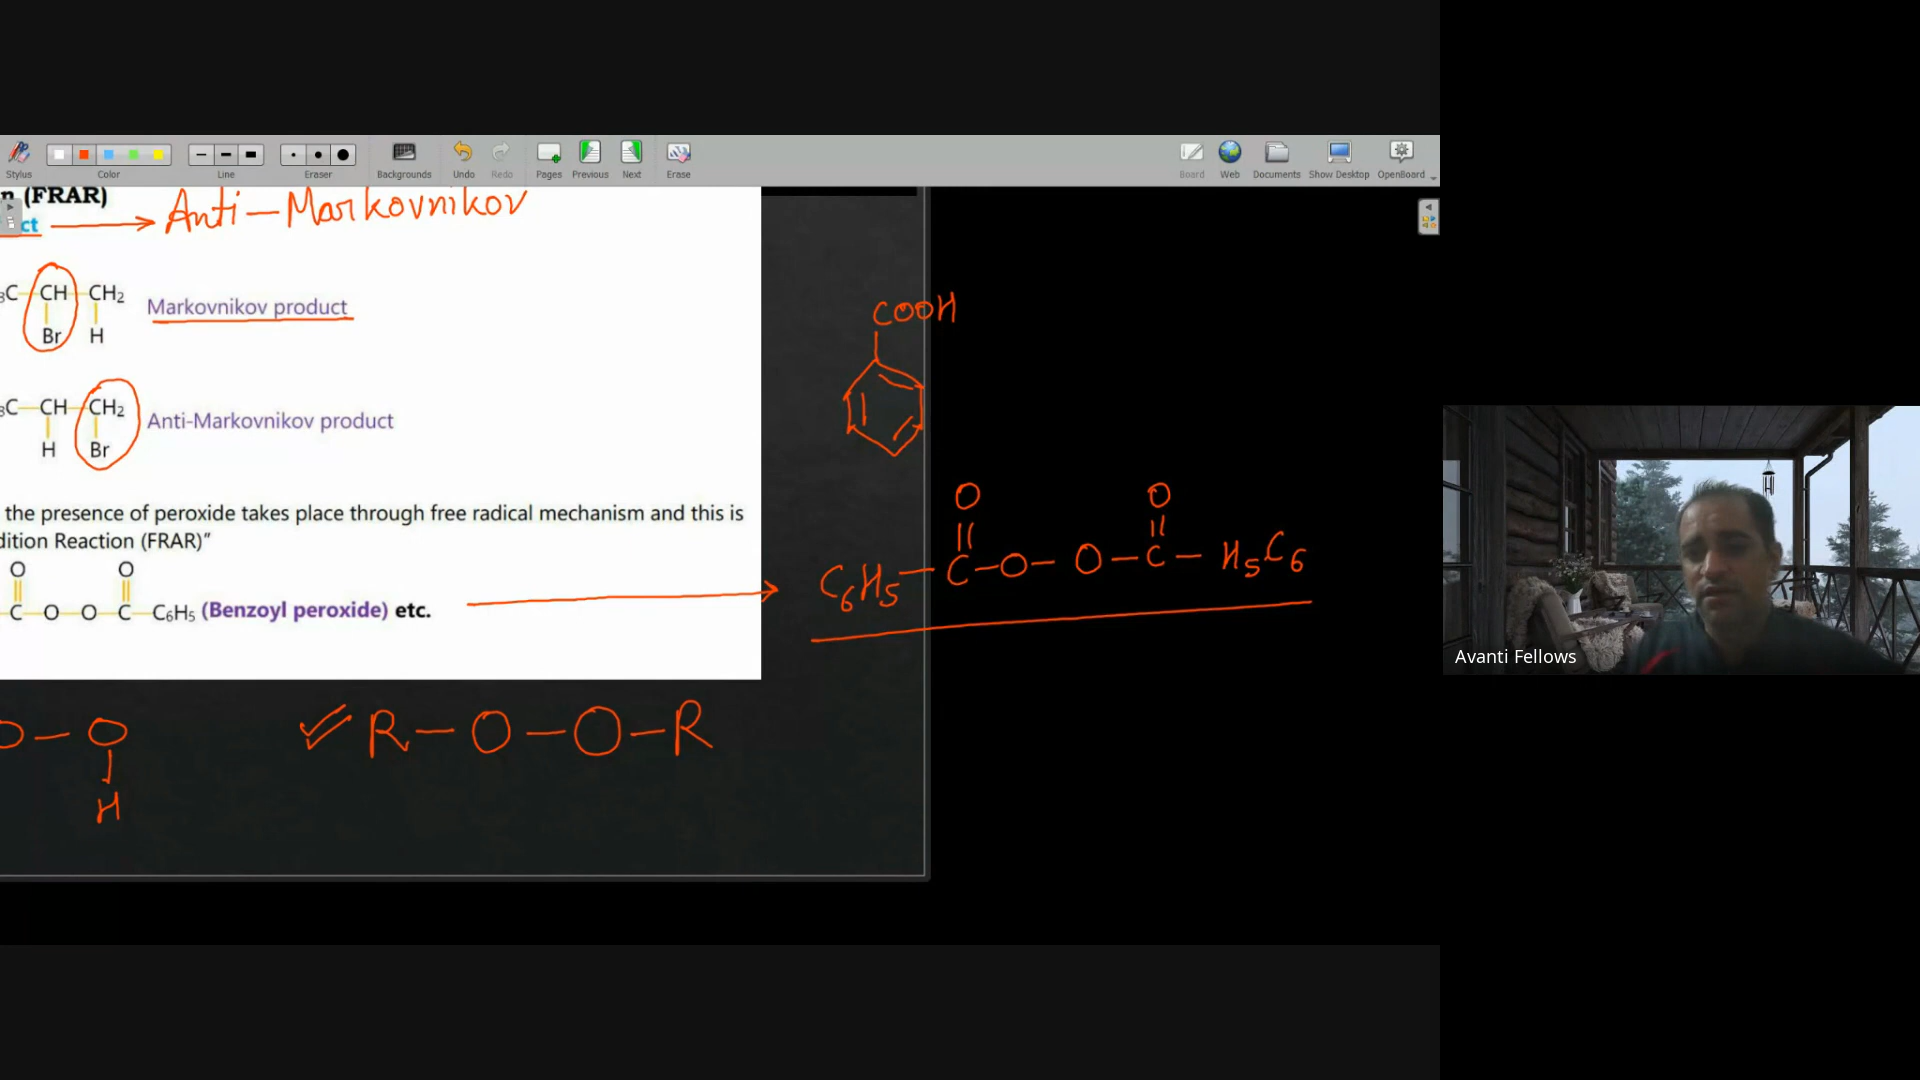 Stylus
Color
Line
Eraser
Backgrounds
Undo
Redo
Pages
Previous
Next
Erase
Board
Web
Documents
Show Desktop
OpenBoard
n (FRAR)
ct → Anti-Markovnikov
₃C CH CH₂
Br H
Markovnikov product
₃C CH CH₂
H Br
Anti-Markovnikov product
COOH
the presence of peroxide takes place through free radical mechanism and this is
dition Reaction (FRAR)”
O O
C O O C C₆H₅ (Benzoyl peroxide) etc.
O O
C₆H₅ – C – O – O – C – H₅C₆
O – O
H
R – O – O – R
Avanti Fellows